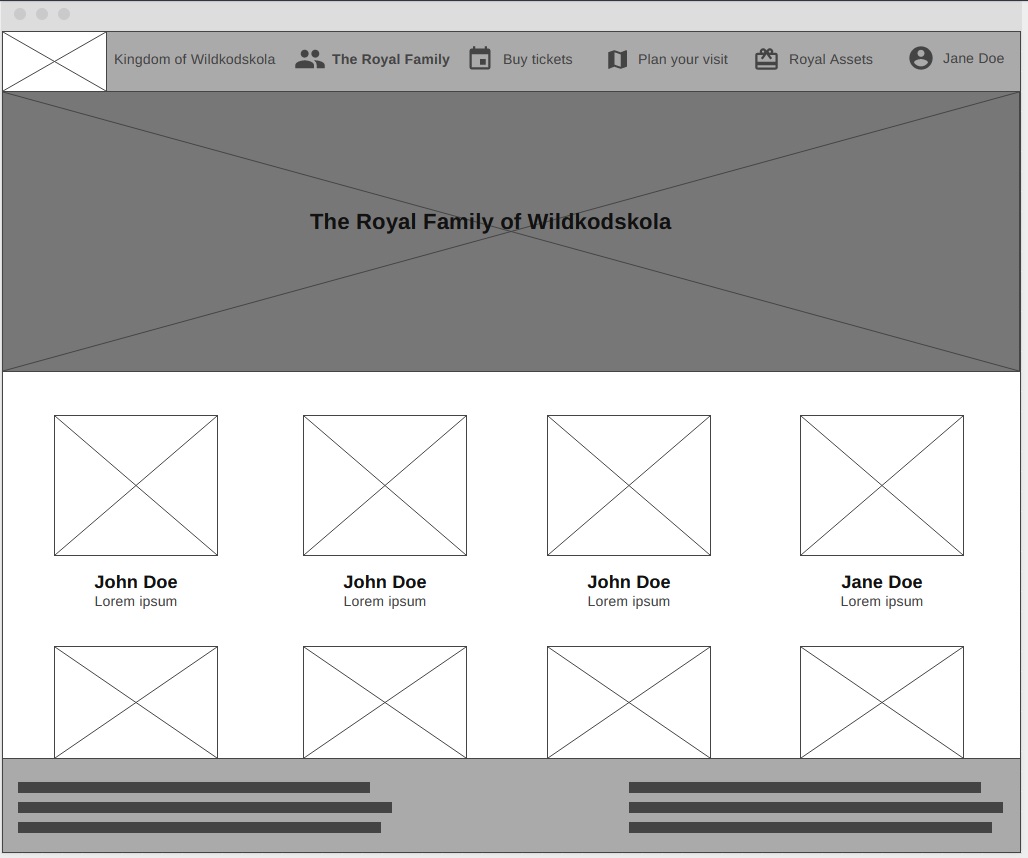 Kingdom of Wildkodskola The Royal Family Buy tickets Plan your visit Royal Assets Jane Doe
The Royal Family of Wildkodskola
John Doe John Doe John Doe Jane Doe
Lorem ipsum Lorem ipsum Lorem ipsum Lorem ipsum